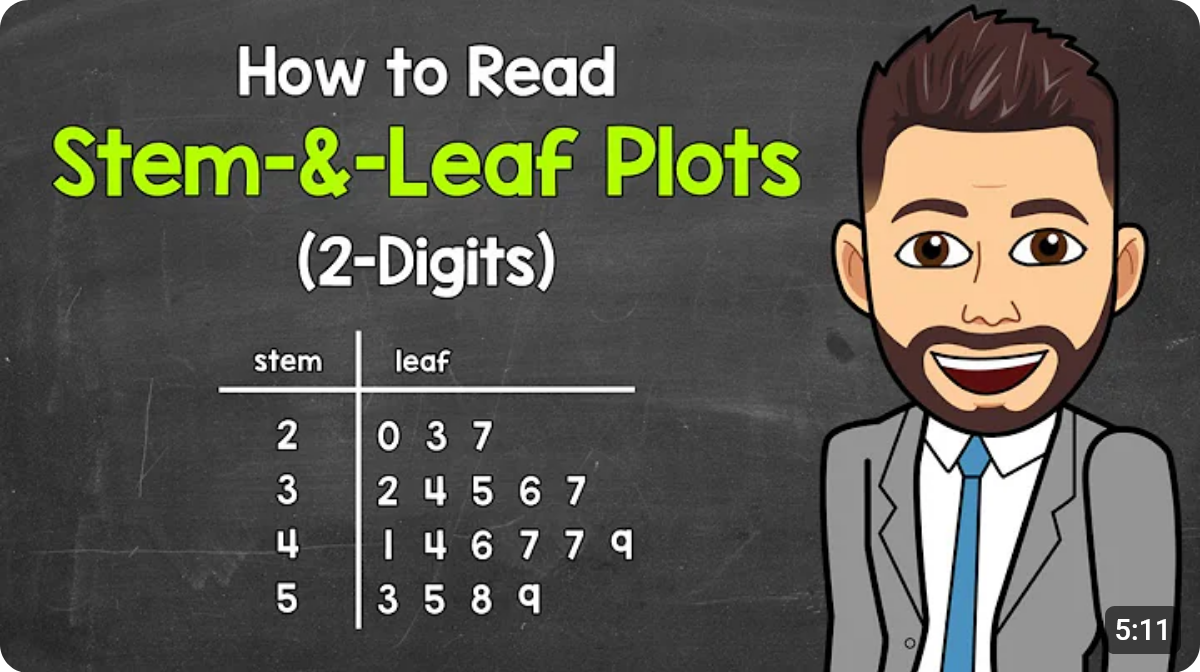 How to Read
Stem-&-Leaf Plots
(2-Digits)
stem leaf
2 0 3 7
3 2 4 5 6 7
4 1 4 6 7 7 9
5 3 5 8 9
5:11